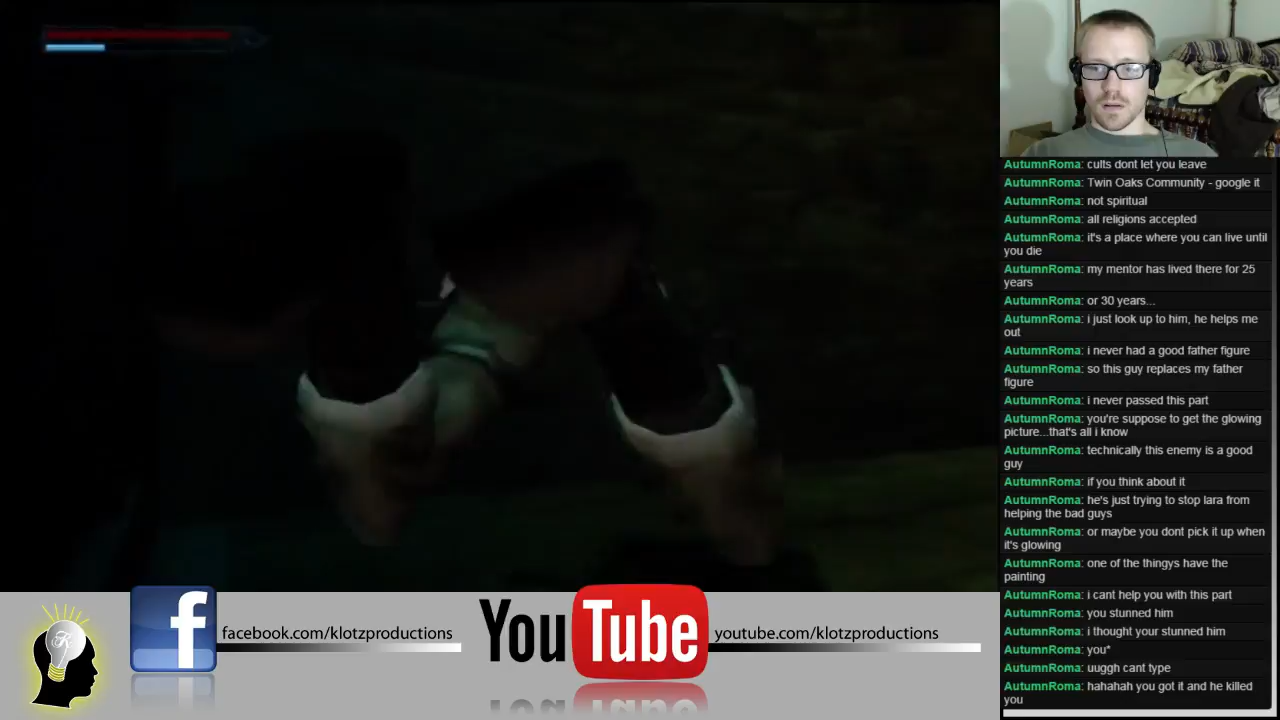 AutumnRoma: cults dont let you leave
AutumnRoma: Twin Oaks Community - google it
AutumnRoma: not spiritual
AutumnRoma: all religions accepted
AutumnRoma: it's a place where you can live until
you die
AutumnRoma: my mentor has lived there for 25
years
AutumnRoma: or 30 years...
AutumnRoma: i just look up to him, he helps me
out
AutumnRoma: i never had a good father figure
AutumnRoma: so this guy replaces my father
figure
AutumnRoma: i never passed this part
AutumnRoma: you're suppose to get the glowing
picture...that's all i know
AutumnRoma: technically this enemy is a good
guy
AutumnRoma: if you think about it
AutumnRoma: he's just trying to stop lara from
helping the bad guys
AutumnRoma: or maybe you dont pick it up when
it's glowing
AutumnRoma: one of the thingys have the
painting
AutumnRoma: i cant help you with this part
AutumnRoma: you stunned him
AutumnRoma: i thought your stunned him
AutumnRoma: you*
AutumnRoma: uuggh cant type
AutumnRoma: hahahah you got it and he killed
you
f
facebook.com/klotzproductions
YouTube
youtube.com/klotzproductions